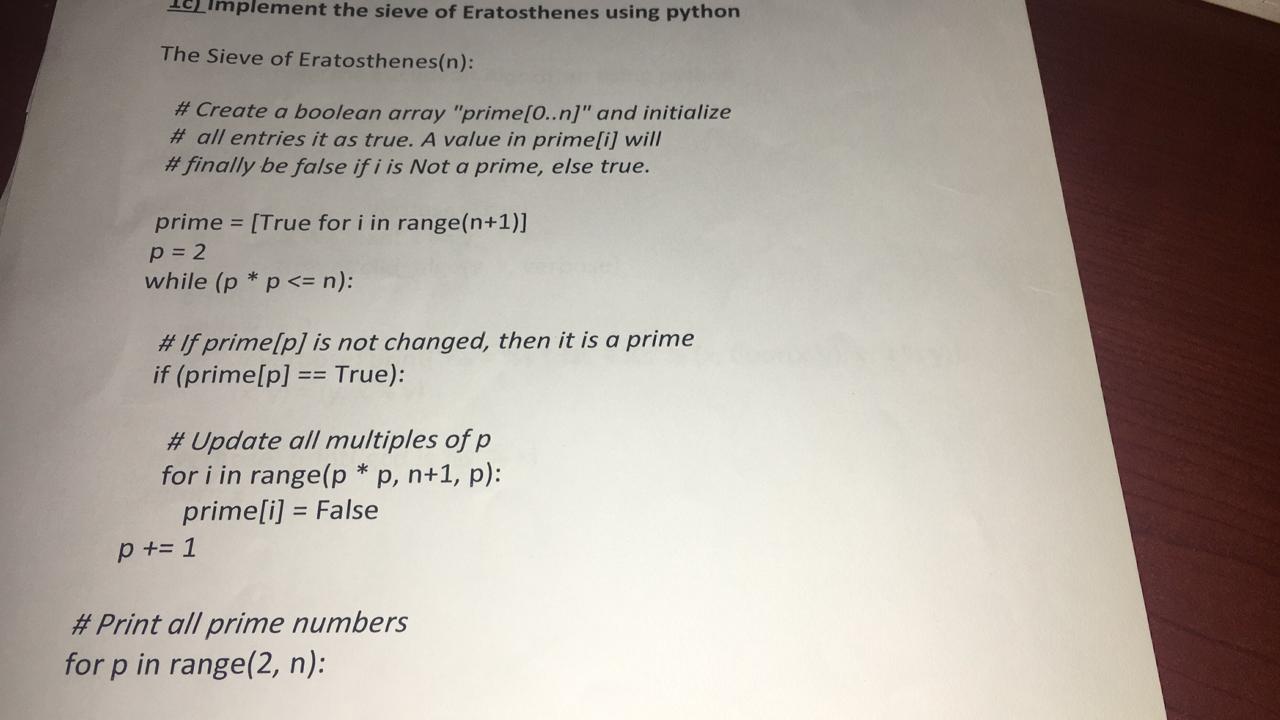 1c) Implement the sieve of Eratosthenes using python
The Sieve of Eratosthenes(n):
# Create a boolean array "prime[0..n]" and initialize
# all entries it as true. A value in prime[i] will
# finally be false if i is Not a prime, else true.
prime = [True for i in range(n+1)]
p = 2
while (p * p <= n):
# If prime[p] is not changed, then it is a prime
if (prime[p] == True):
# Update all multiples of p
for i in range(p * p, n+1, p):
prime[i] = False
p += 1
# Print all prime numbers
for p in range(2, n):